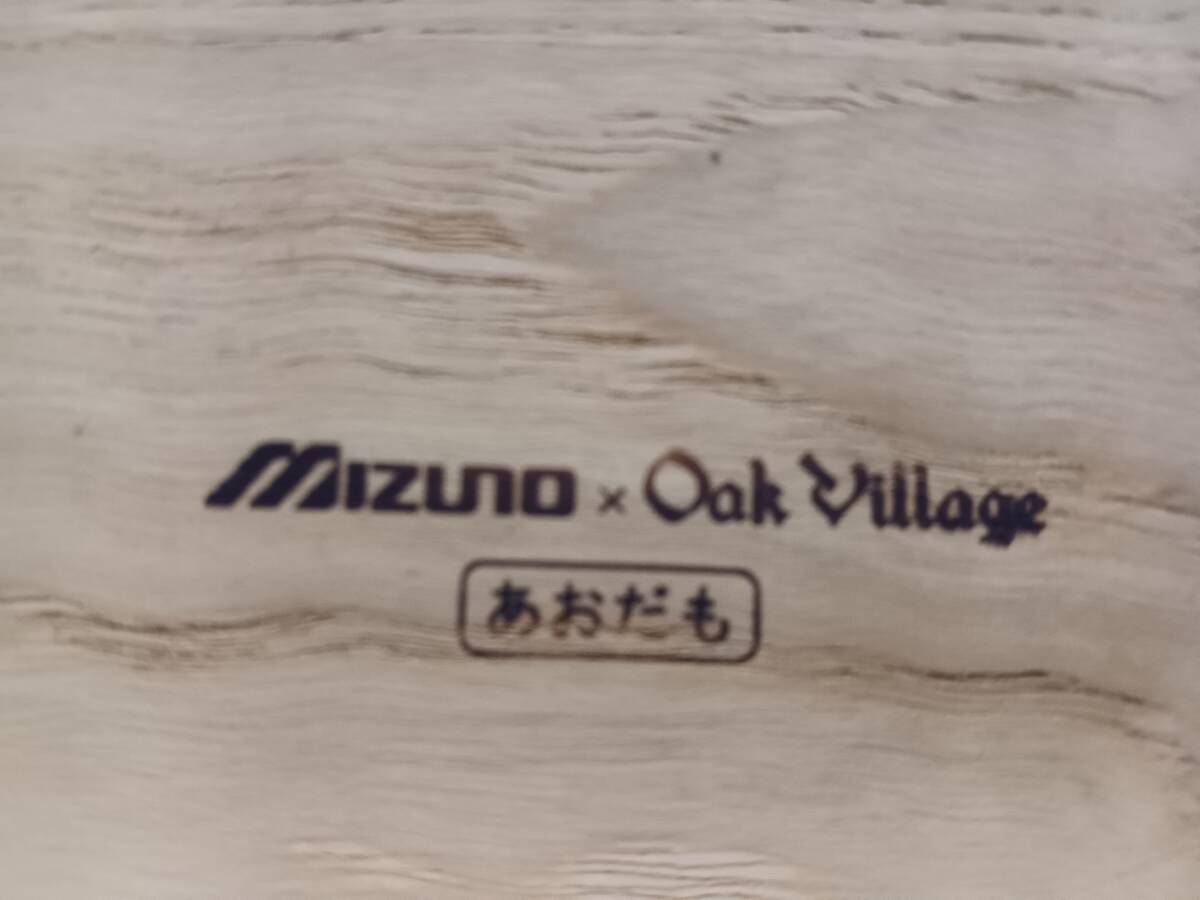 MIZUNO × Oak Village
あおだも